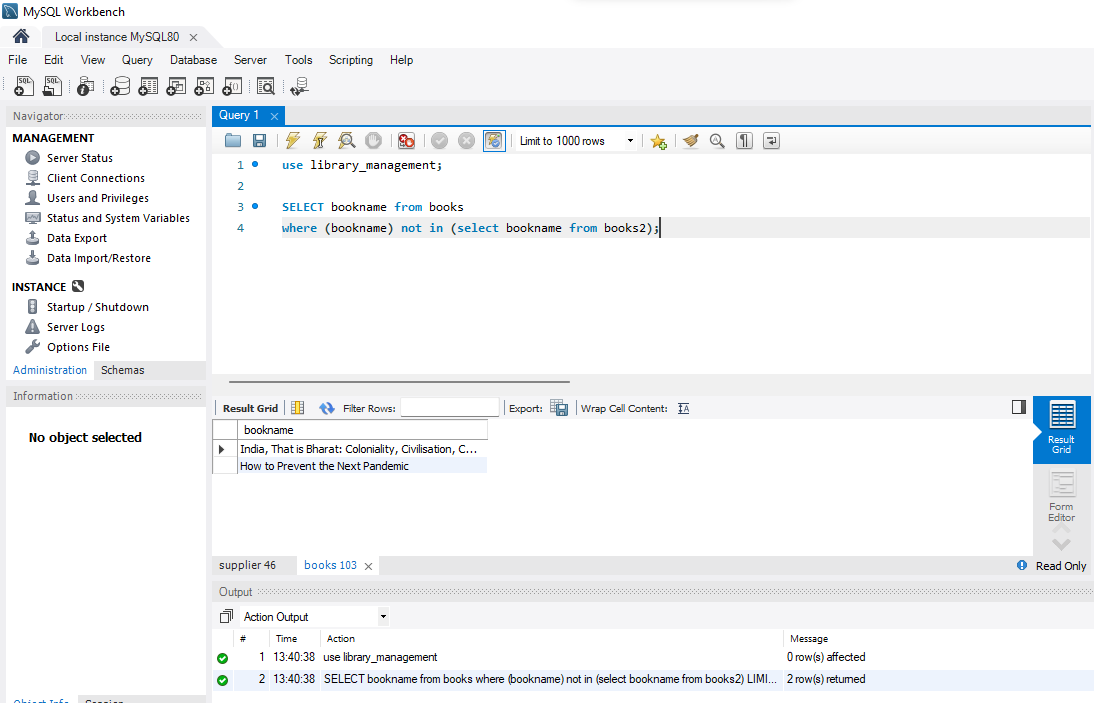 MySQL Workbench
Local instance MySQL80
File Edit View Query Database Server Tools Scripting Help
Navigator
MANAGEMENT
Server Status
Client Connections
Users and Privileges
Status and System Variables
Data Export
Data Import/Restore
INSTANCE
Startup / Shutdown
Server Logs
Options File
Administration Schemas
Information
No object selected
Query 1
Limit to 1000 rows
1 use library_management;
2
3 SELECT bookname from books
4 where (bookname) not in (select bookname from books2);
Result Grid Filter Rows: Export: Wrap Cell Content:
bookname
India, That is Bharat: Coloniality, Civilisation, C...
How to Prevent the Next Pandemic
Result
Grid
Form
Editor
supplier 46 books 103 Read Only
Output
Action Output
# Time Action Message
1 13:40:38 use library_management 0 row(s) affected
2 13:40:38 SELECT bookname from books where (bookname) not in (select bookname from books2) LIMI... 2 row(s) returned
Object Info Session